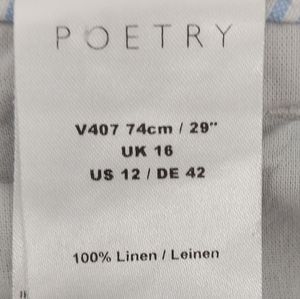 POETRY
V407 74cm / 29"
UK 16
US 12 / DE 42
100% Linen / Leinen